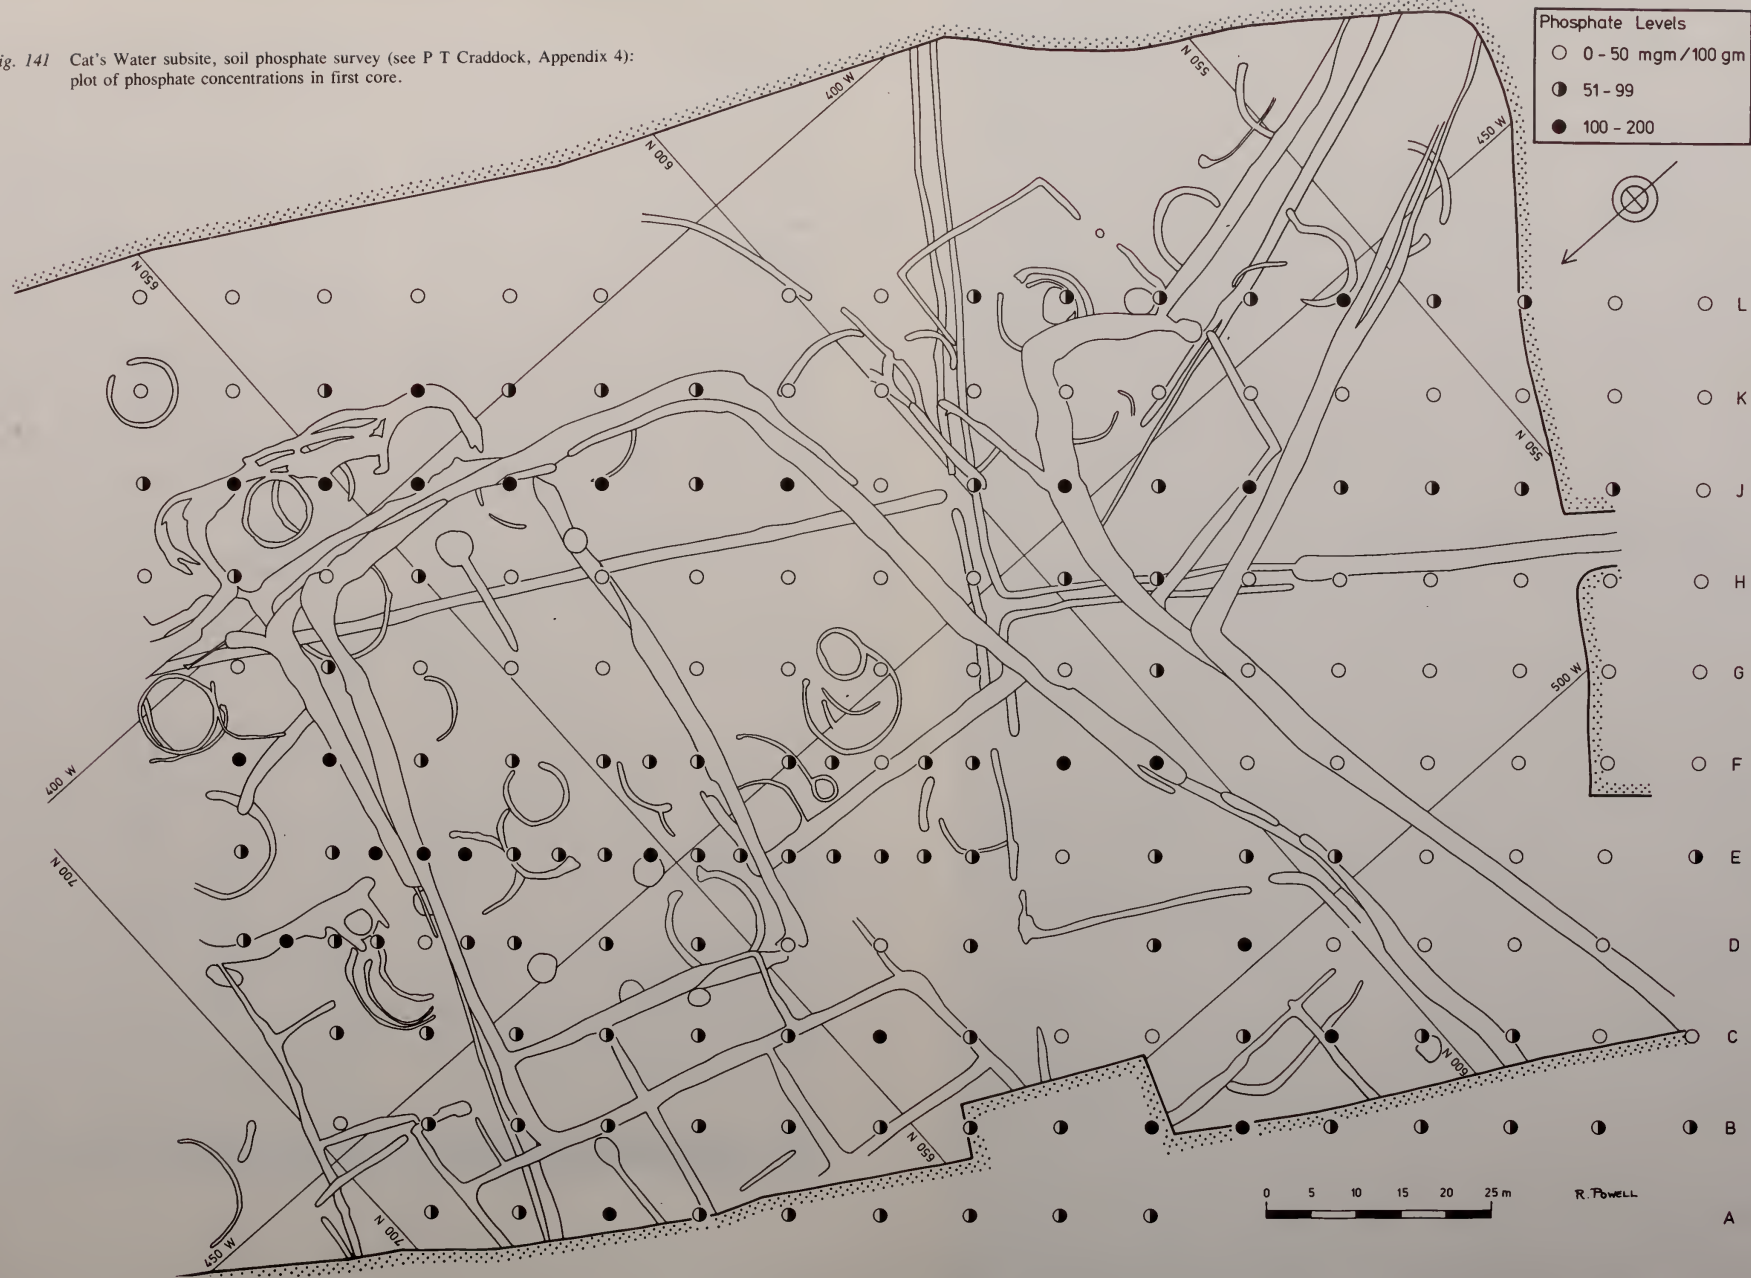 ig. 141 Cat's Water subsite, soil phosphate survey (see P T Craddock, Appendix 4):
plot of phosphate concentrations in first core.
Phosphate Levels
0 - 50 mgm/100 gm
51 - 99
100 - 200
550 N
400 W
600 N
450 W
650 N
L
K
550 N
J
H
500 W
G
400 W
F
700 N
E
D
C
600 N
B
650 N
0 5 10 15 20 25 m
R. POWELL
A
700 N
450 W